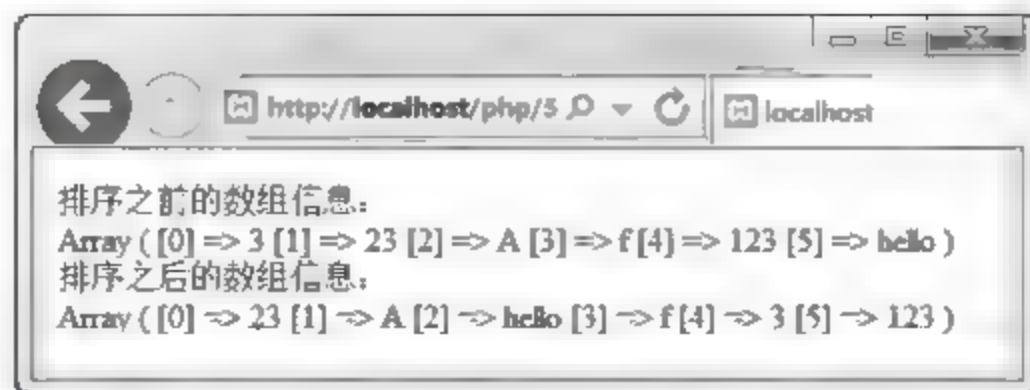 http://localhost/php/5
localhost
排序之前的数组信息:
Array ( [0] => 3 [1] => 23 [2] => A [3] => f [4] => 123 [5] => hello )
排序之后的数组信息:
Array ( [0] => 23 [1] => A [2] => hello [3] => f [4] => 3 [5] => 123 )